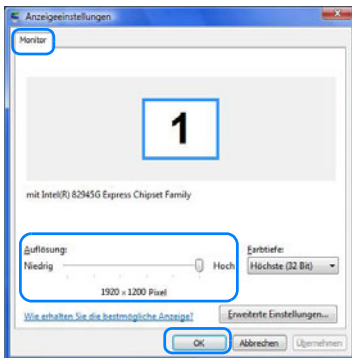 Anzeigeeinstellungen
Monitor
1
mit Intel(R) 82945G Express Chipset Family
Auflösung:
Farbtiefe:
Niedrig Hoch Höchste (32 Bit)
1920 x 1200 Pixel
Wie erhalten Sie die bestmögliche Anzeige?
Erweiterte Einstellungen...
OK Abbrechen Übernehmen